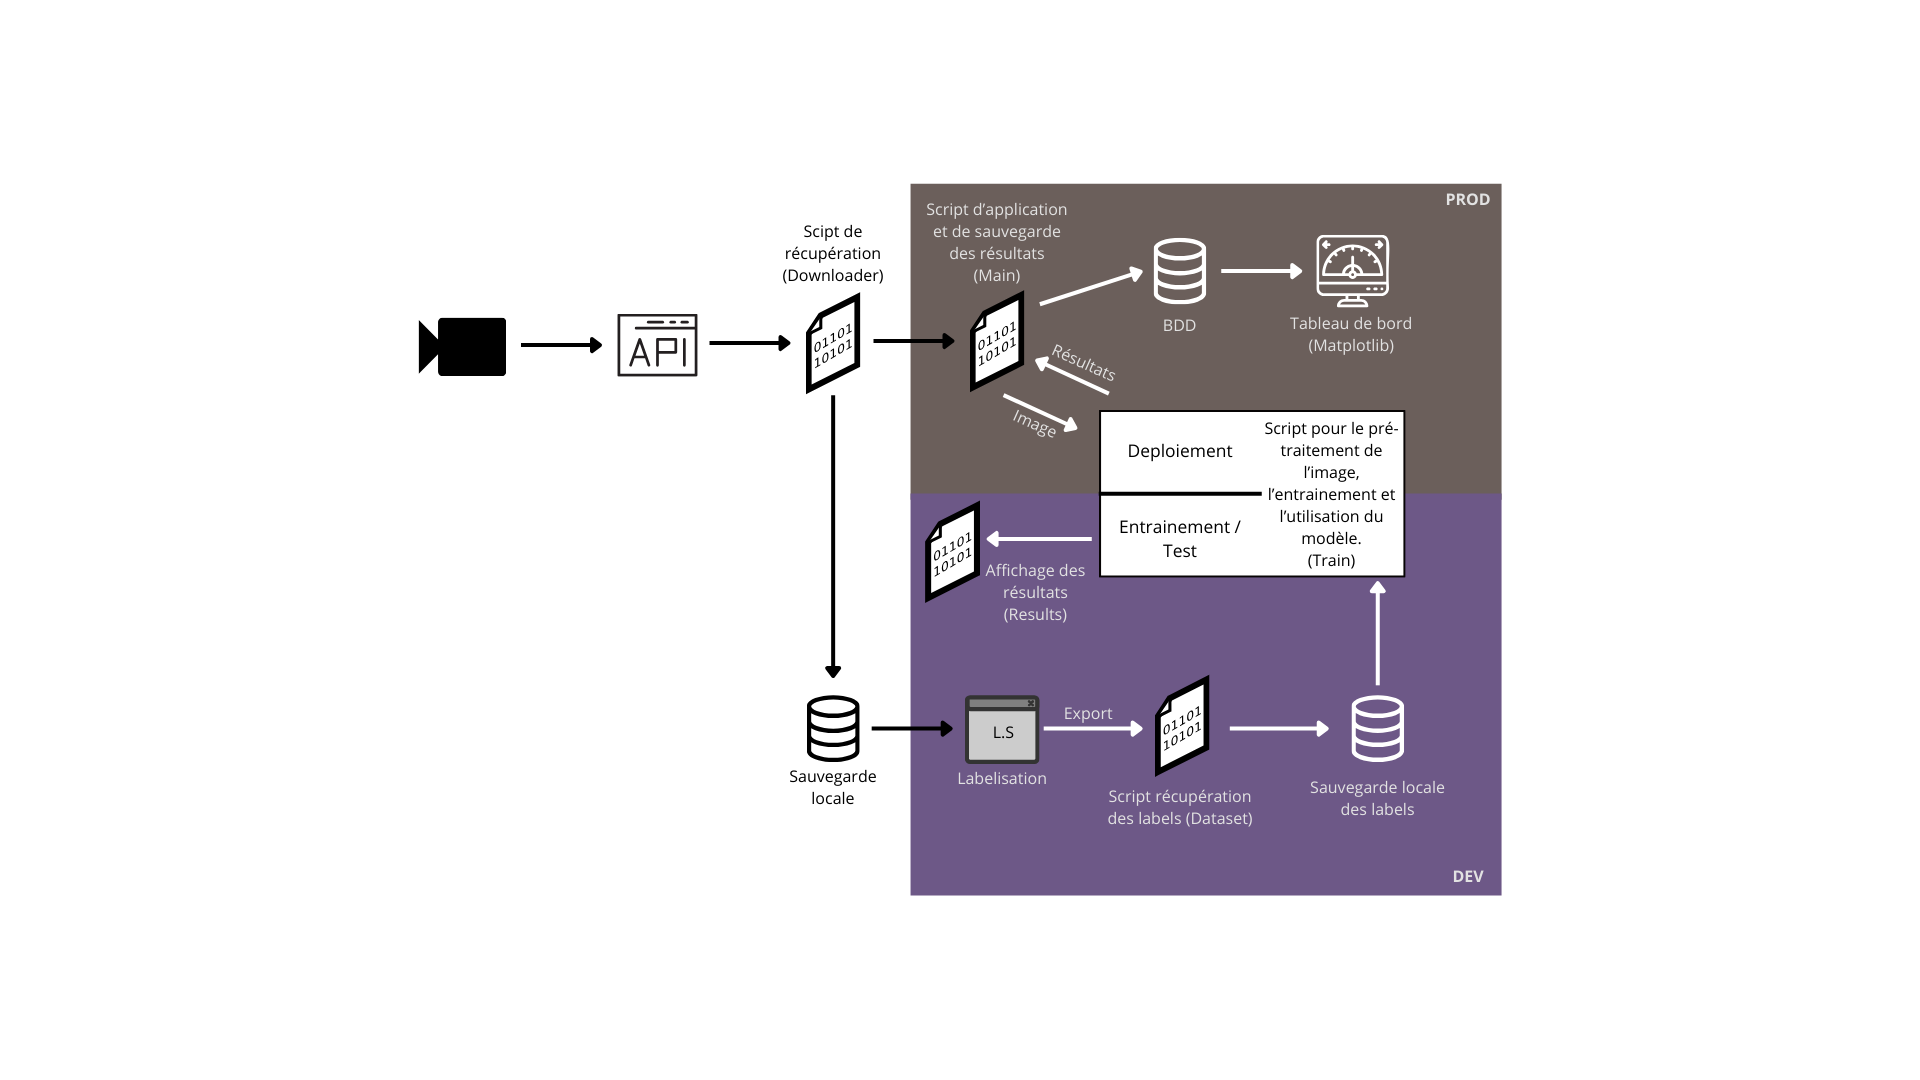 PROD
Script d’application
et de sauvegarde
des résultats
(Main)
Scipt de
récupération
(Downloader)
API
01101
10101
01101
10101
BDD
Tableau de bord
(Matplotlib)
Résultats
Image
Deploiement
Script pour le pré-
traitement de
l’image,
l’entrainement et
l’utilisation du
modèle.
(Train)
Entrainement /
Test
01101
10101
Affichage des
résultats
(Results)
Sauvegarde
locale
L.S
Labelisation
Export
01101
10101
Script récupération
des labels (Dataset)
Sauvegarde locale
des labels
DEV